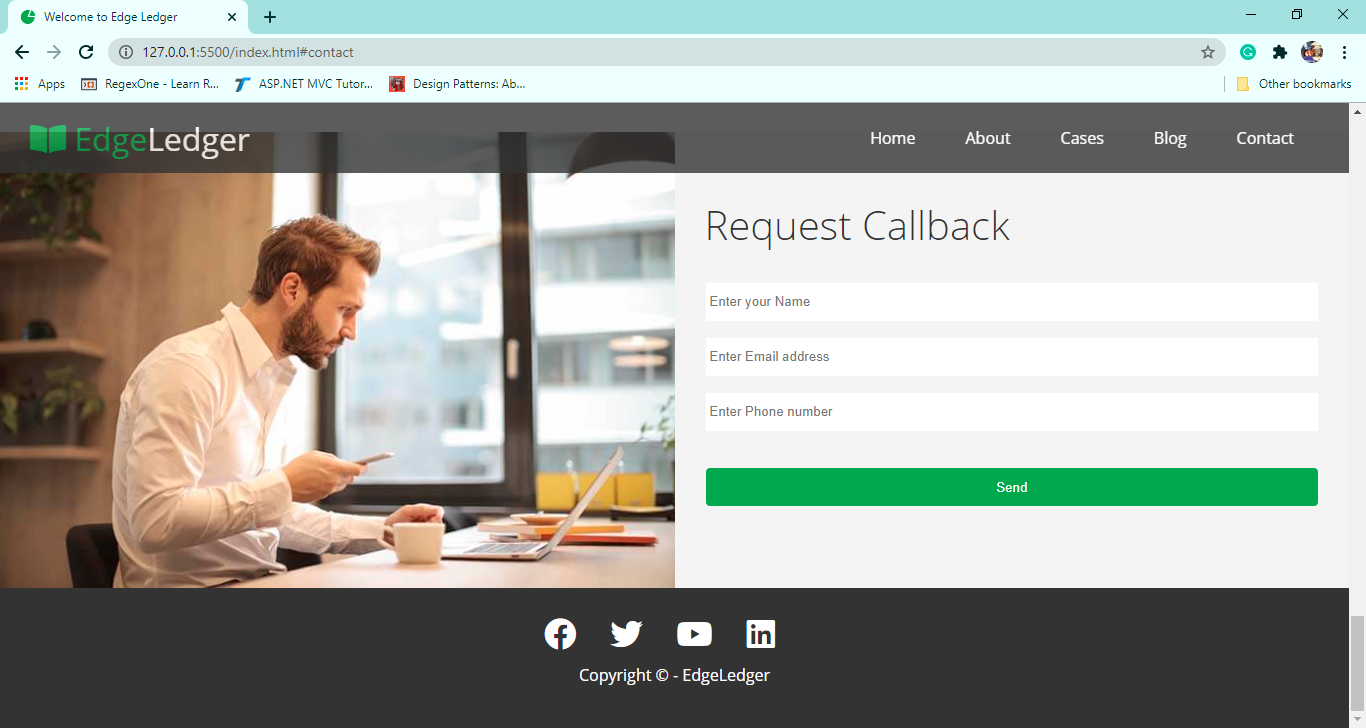 Welcome to Edge Ledger
127.0.0.1:5500/index.html#contact
Apps RegexOne - Learn R... ASP.NET MVC Tutor... Design Patterns: Ab... Other bookmarks
EdgeLedger Home About Cases Blog Contact
Request Callback
Enter your Name
Enter Email address
Enter Phone number
Send
Copyright © - EdgeLedger